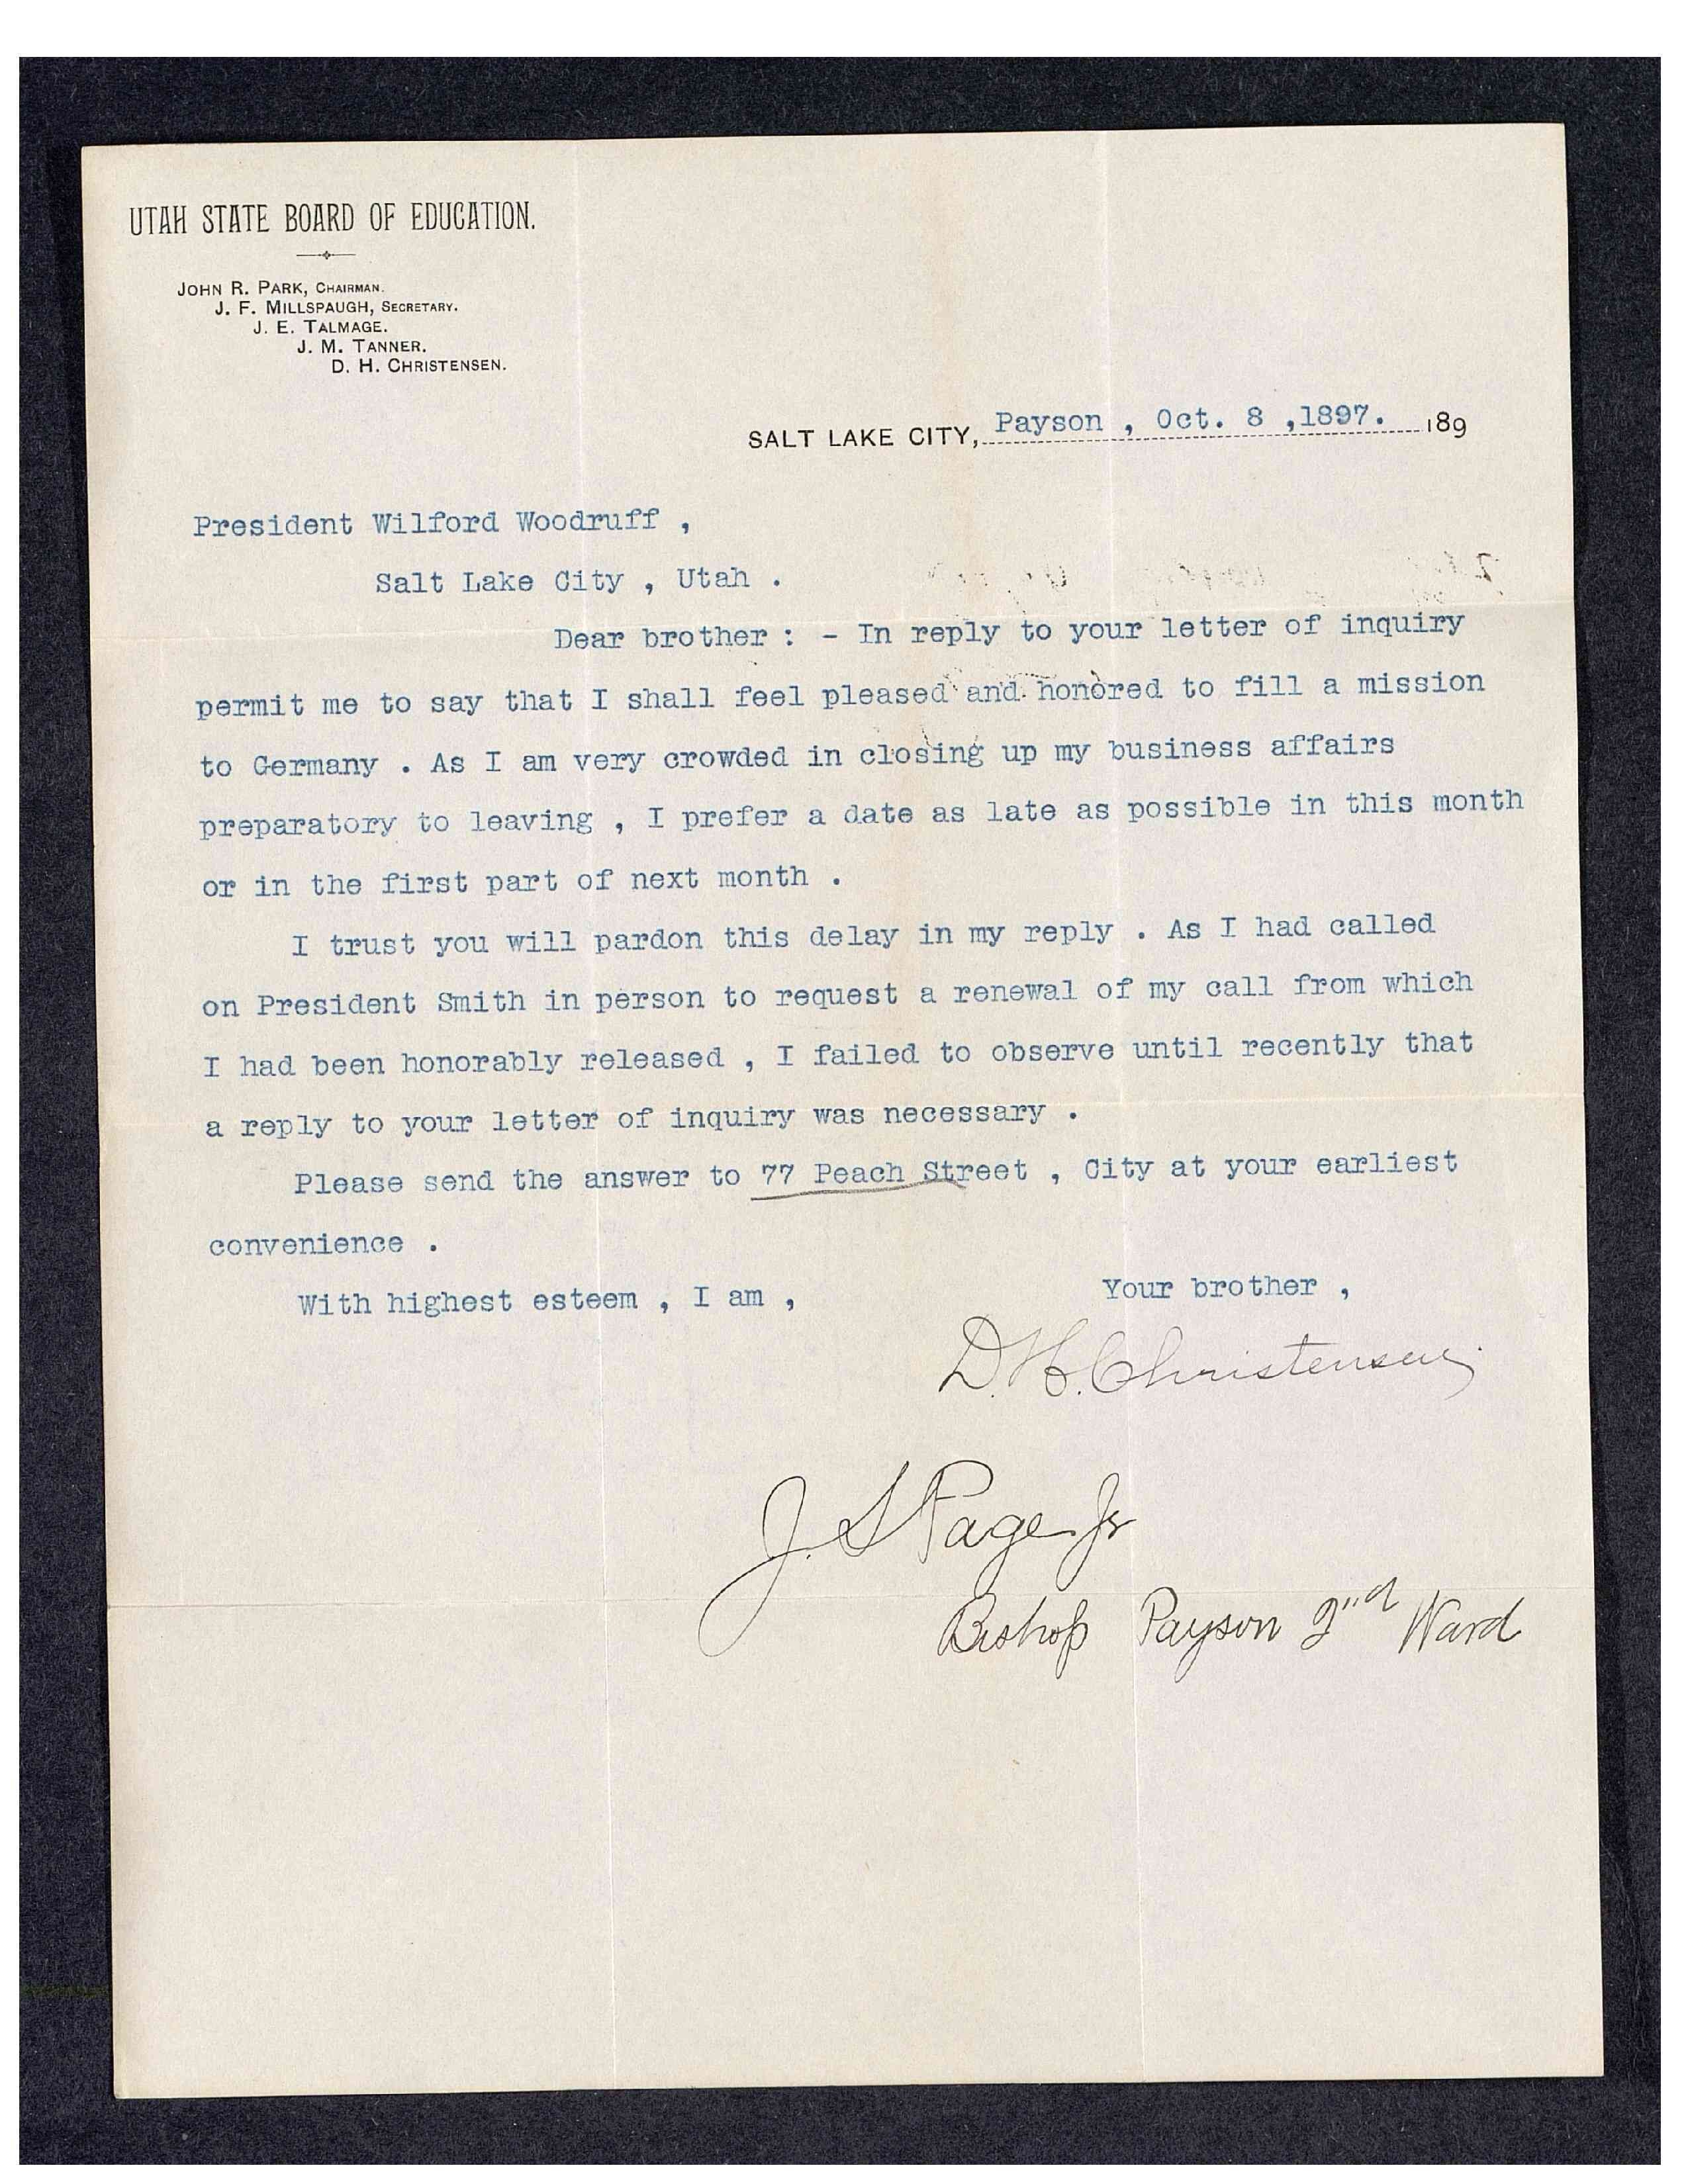 UTAH STATE BOARD OF EDUCATION.
JOHN R. PARK, CHAIRMAN.
J. F. MILLSPAUGH, SECRETARY.
J. E. TALMAGE.
J. M. TANNER.
D. H. CHRISTENSEN.
SALT LAKE CITY, Payson , Oct. 8 ,1897. 189
President Wilford Woodruff ,
Salt Lake City , Utah .
Dear brother : - In reply to your letter of inquiry
permit me to say that I shall feel pleased and honored to fill a mission
to Germany . As I am very crowded in closing up my business affairs
preparatory to leaving , I prefer a date as late as possible in this month
or in the first part of next month .
I trust you will pardon this delay in my reply . As I had called
on President Smith in person to request a renewal of my call from which
I had been honorably released , I failed to observe until recently that
a reply to your letter of inquiry was necessary .
Please send the answer to 77 Peach Street , City at your earliest
convenience .
With highest esteem , I am , Your brother ,
D. H. Christensen.
J. S Page Jr
Bishop Payson 2nd Ward